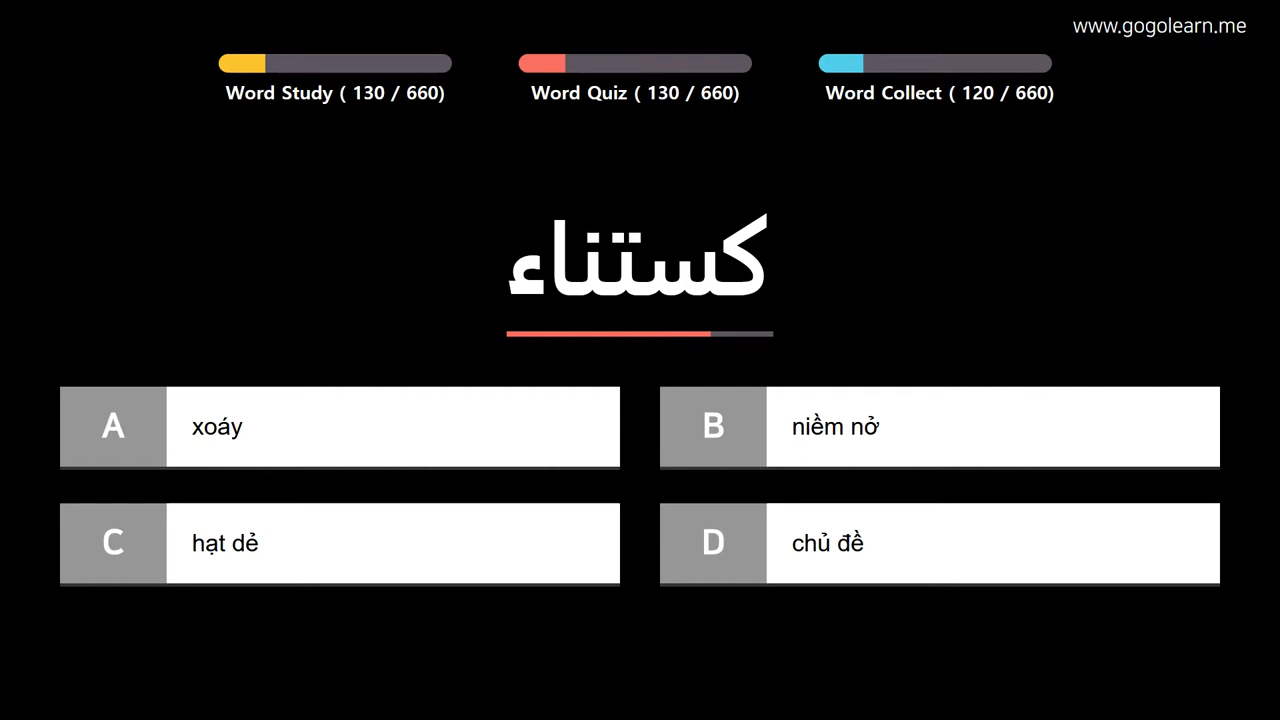 www.gogolearn.me
Word Study ( 130 / 660)
Word Quiz ( 130 / 660)
Word Collect ( 120 / 660)
كستناء
A
xoáy
B
niềm nở
C
hạt dẻ
D
chủ đề